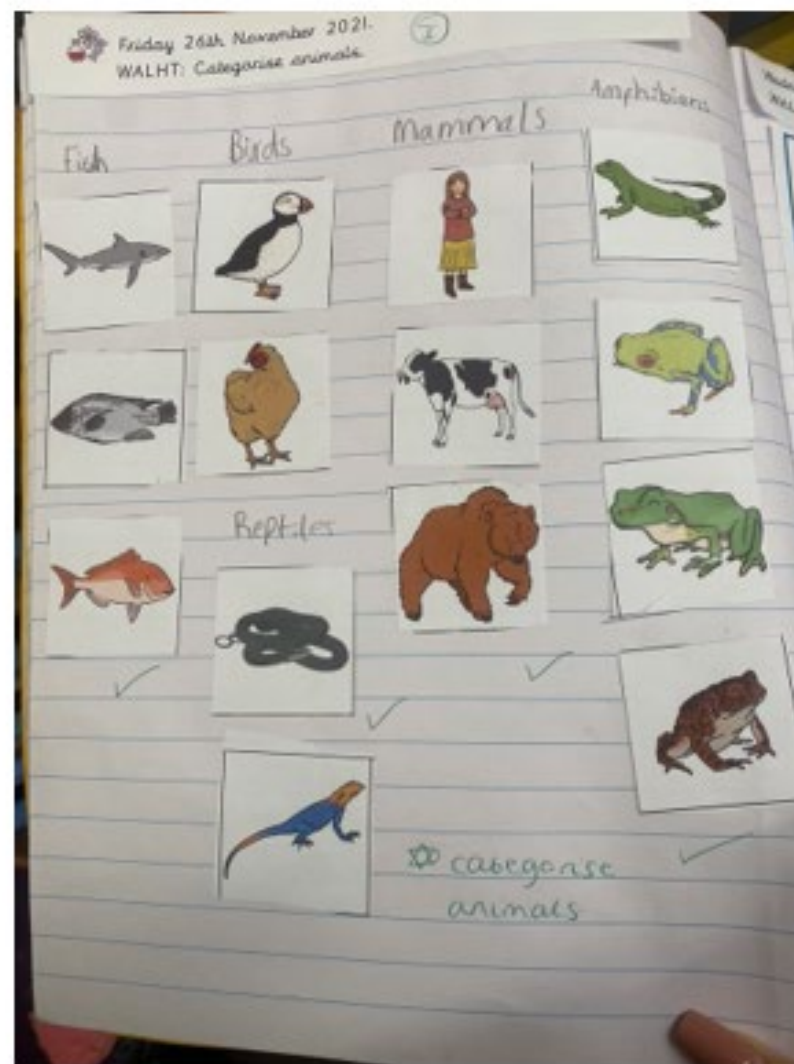 Friday 26th November 2021.
WALHT: Categorise animals.
Fish
Birds
Mammals
Amphibians
Reptiles
categorise
animals